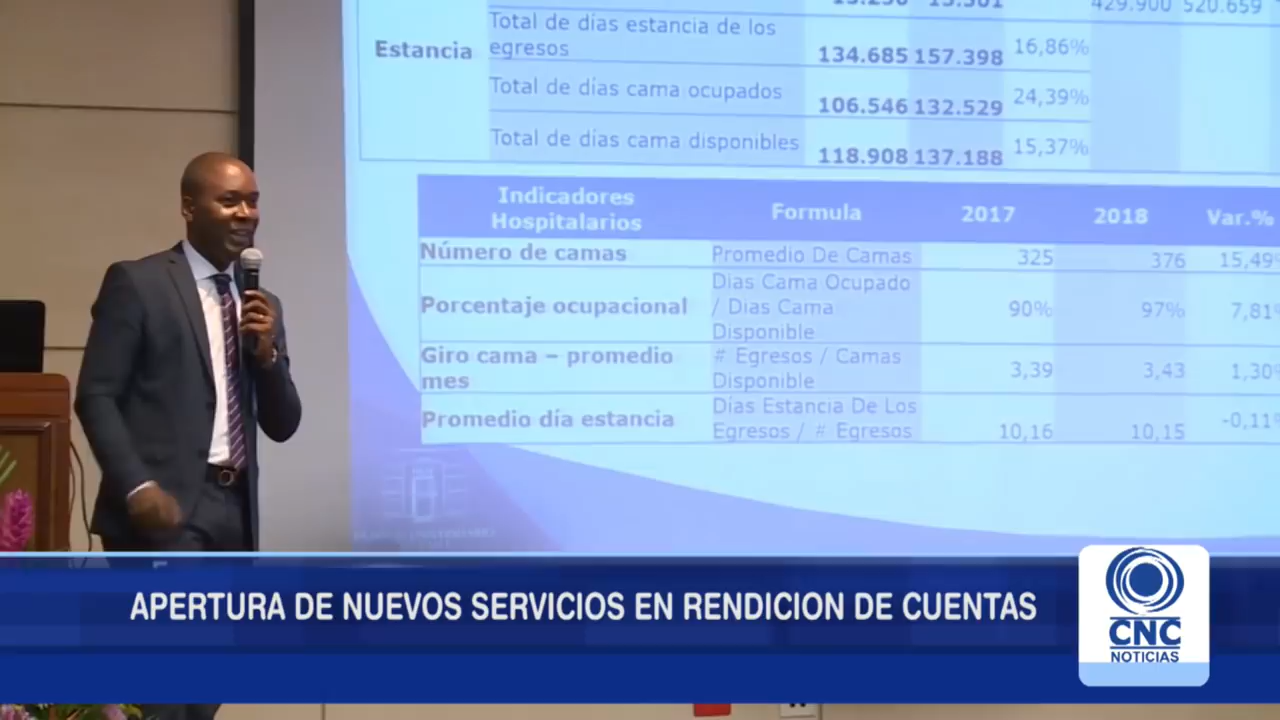 429.900 520.659
Estancia
Total de días estancia de los
egresos
134.685 157.398 16,86%
Total de días cama ocupados
106.546 132.529 24,39%
Total de días cama disponibles
118.908 137.188 15,37%
Indicadores
Hospitalarios
Formula 2017 2018 Var.%
Número de camas Promedio De Camas 325 376 15,49%
Porcentaje ocupacional
Dias Cama Ocupado
/ Dias Cama
Disponible
90% 97% 7,81%
Giro cama – promedio
mes
# Egresos / Camas
Disponible
3,39 3,43 1,30%
Promedio día estancia
Días Estancia De Los
Egresos / # Egresos
10,16 10,15 -0,11
APERTURA DE NUEVOS SERVICIOS EN RENDICION DE CUENTAS
CNC
NOTICIAS